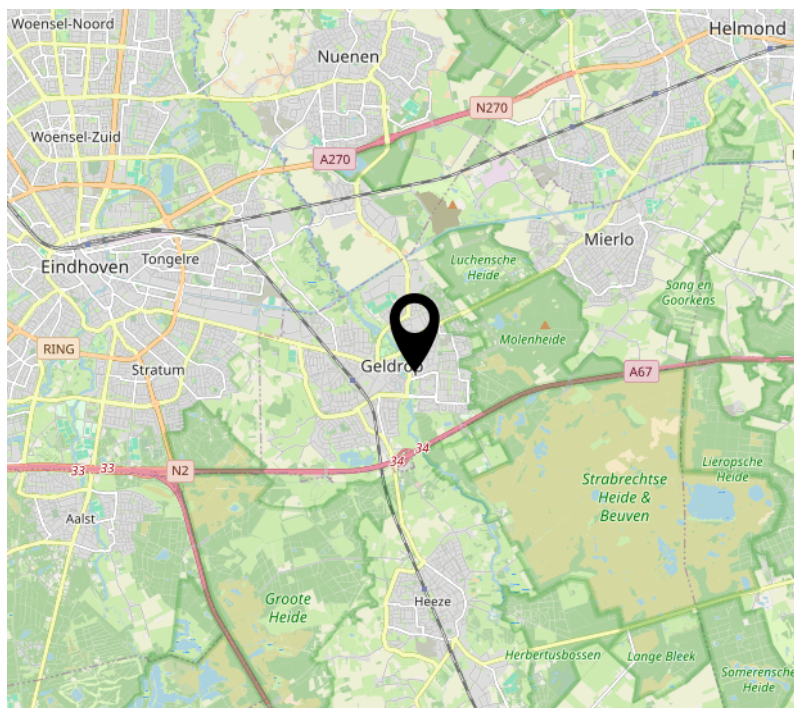 Woensel-Noord
Helmond
Nuenen
N270
Woensel-Zuid
A270
Mierlo
Eindhoven
Tongelre
Luchensche
Heide
Sang en
Goorkens
Molenheide
RING
Stratum
Geldrop
A67
34
34
33
33
N2
Lieropsche
Heide
Strabrechtse
Heide &
Beuven
Aalst
Groote
Heide
Heeze
Herbertusbossen
Lange Bleek
Somerensche
Heide